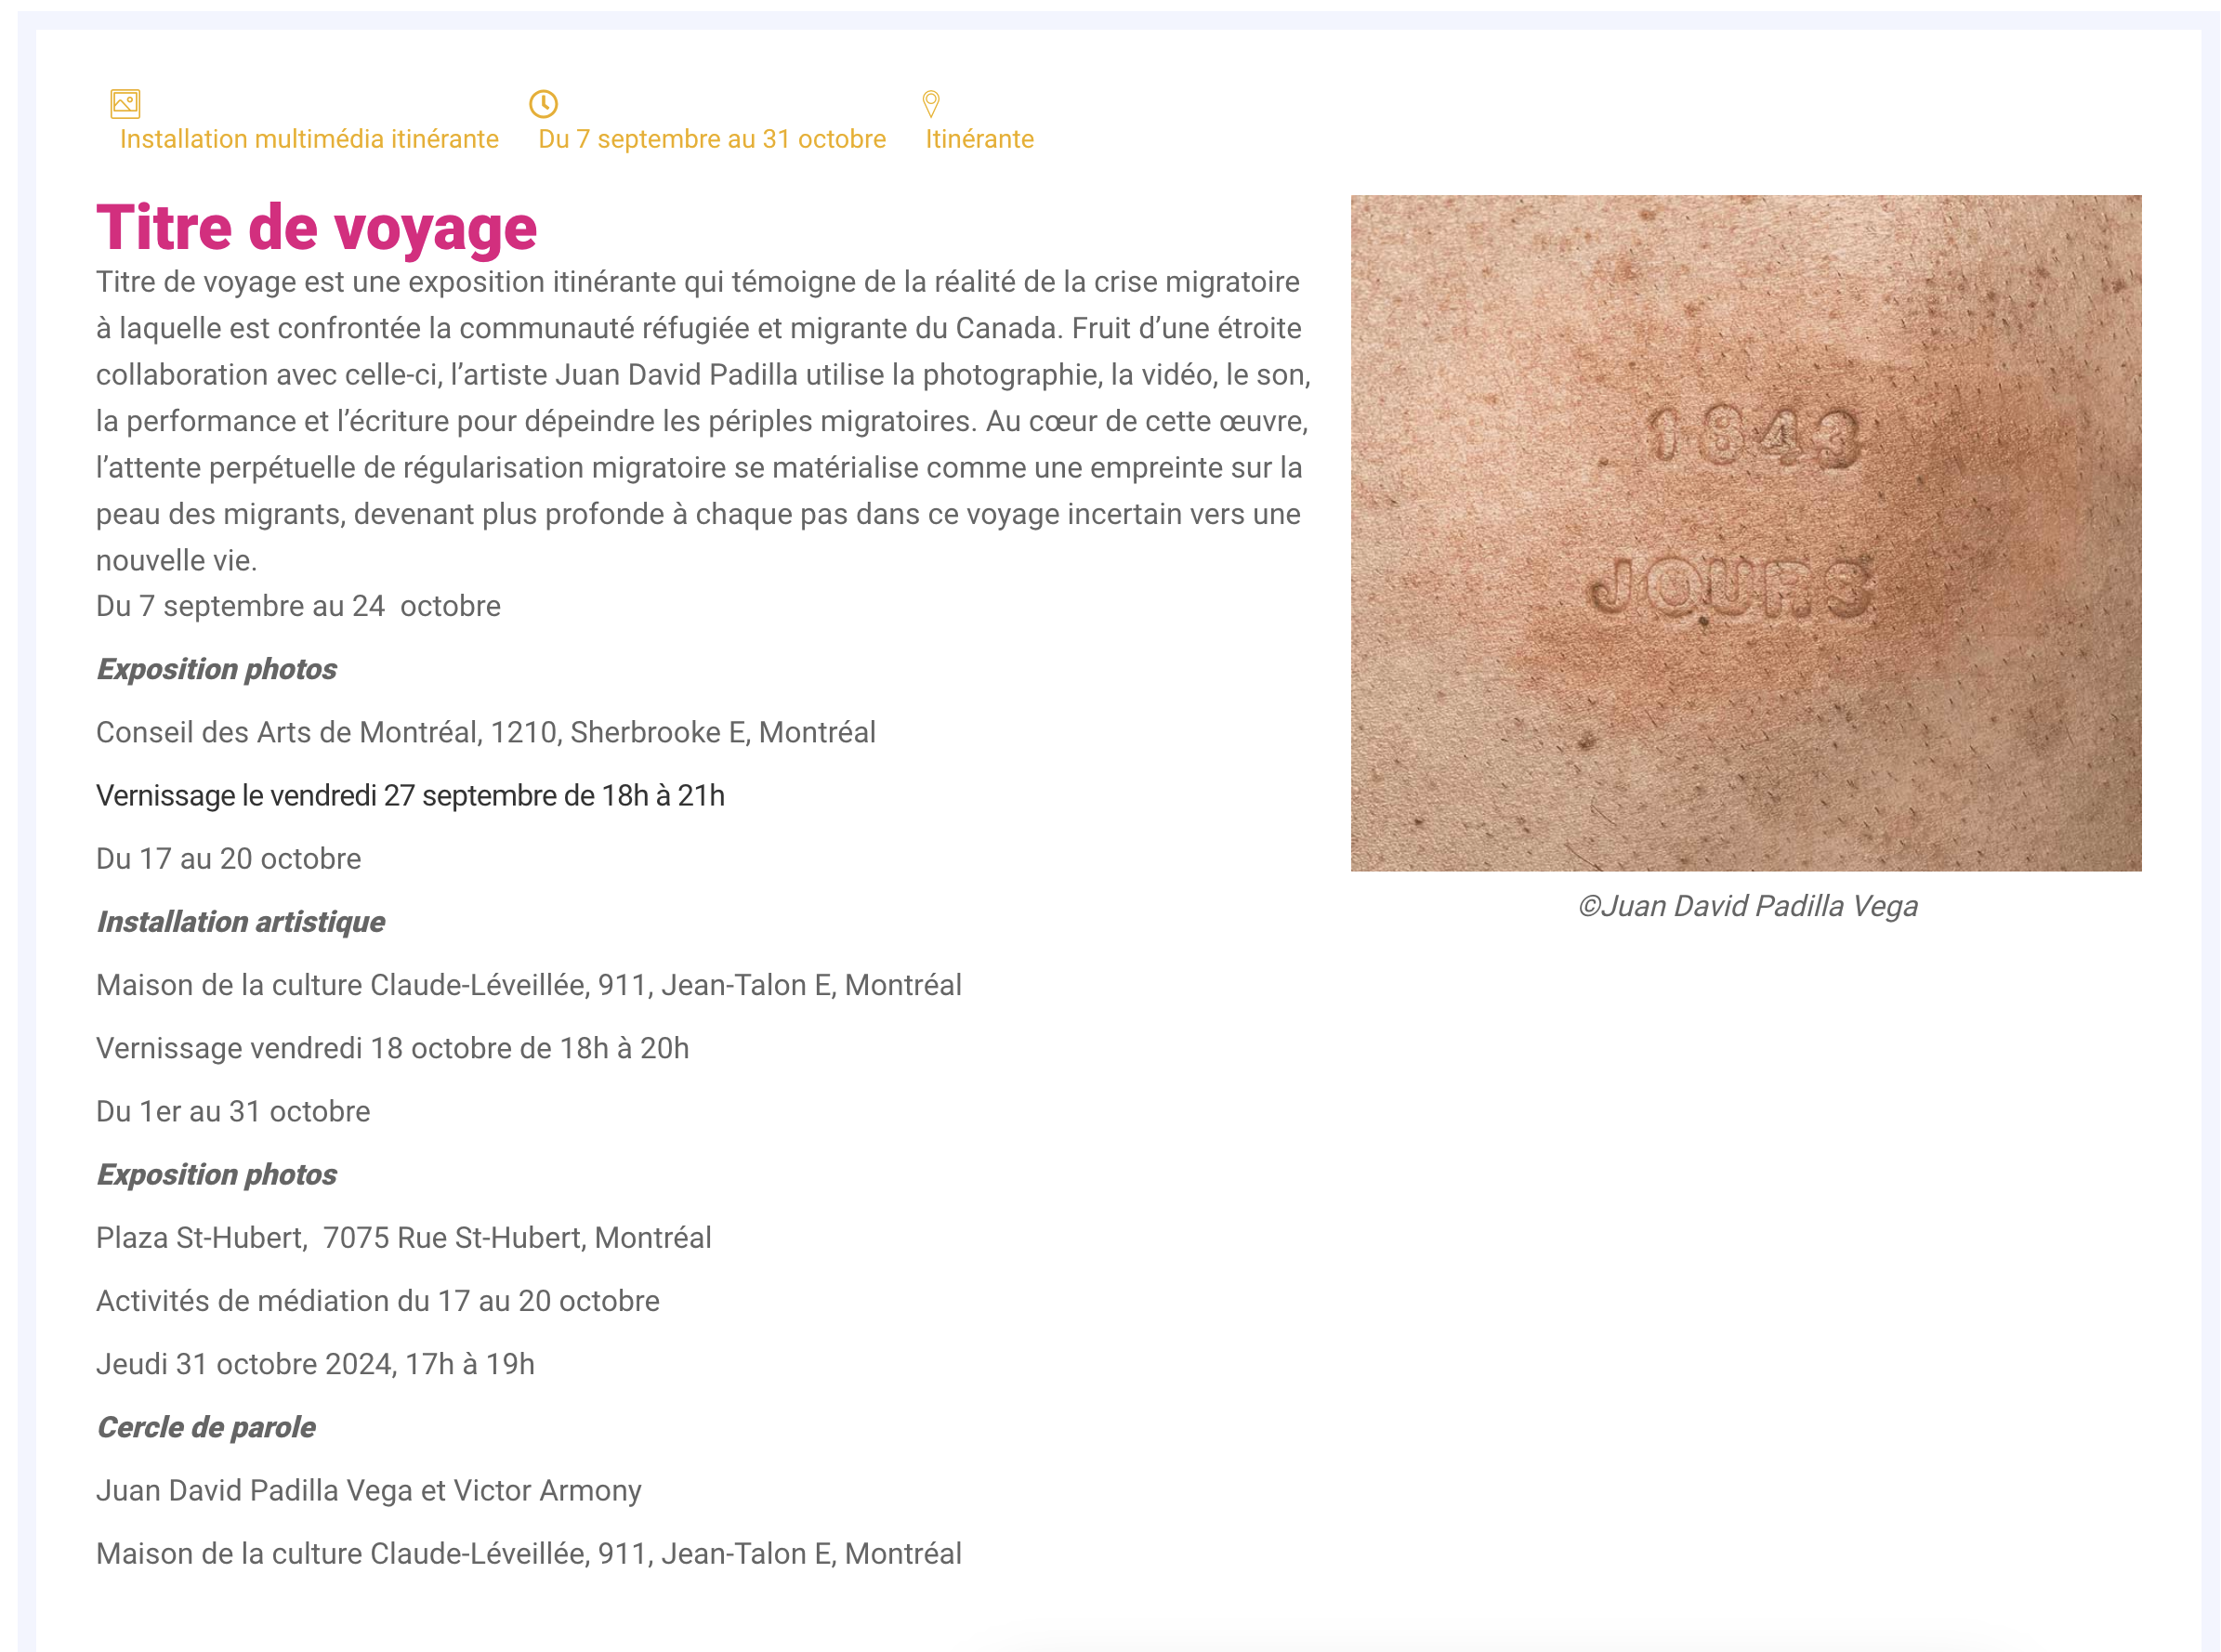 Installation multimédia itinérante
Du 7 septembre au 31 octobre
Itinérante
Titre de voyage
Titre de voyage est une exposition itinérante qui témoigne de la réalité de la crise migratoire
à laquelle est confrontée la communauté réfugiée et migrante du Canada. Fruit d’une étroite
collaboration avec celle-ci, l’artiste Juan David Padilla utilise la photographie, la vidéo, le son,
la performance et l’écriture pour dépeindre les périples migratoires. Au cœur de cette œuvre,
l’attente perpétuelle de régularisation migratoire se matérialise comme une empreinte sur la
peau des migrants, devenant plus profonde à chaque pas dans ce voyage incertain vers une
nouvelle vie.
Du 7 septembre au 24  octobre
Exposition photos
Conseil des Arts de Montréal, 1210, Sherbrooke E, Montréal
Vernissage le vendredi 27 septembre de 18h à 21h
Du 17 au 20 octobre
Installation artistique
Maison de la culture Claude-Léveillée, 911, Jean-Talon E, Montréal
Vernissage vendredi 18 octobre de 18h à 20h
Du 1er au 31 octobre
Exposition photos
Plaza St-Hubert,  7075 Rue St-Hubert, Montréal
Activités de médiation du 17 au 20 octobre
Jeudi 31 octobre 2024, 17h à 19h
Cercle de parole
Juan David Padilla Vega et Victor Armony
Maison de la culture Claude-Léveillée, 911, Jean-Talon E, Montréal
1843
JOURS
©Juan David Padilla Vega